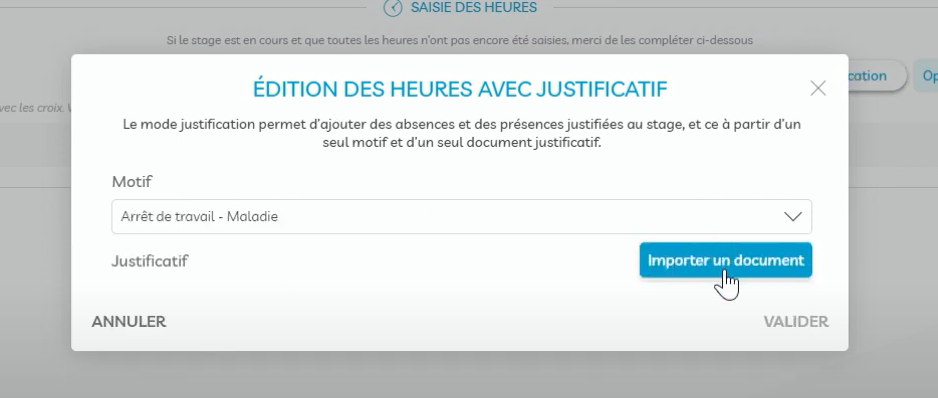 SAISIE DES HEURES
Si le stage est en cours et que toutes les heures n'ont pas encore été saisies, merci de les compléter ci-dessous
ÉDITION DES HEURES AVEC JUSTIFICATIF
Le mode justification permet d'ajouter des absences et des présences justifiées au stage, et ce à partir d'un
seul motif et d'un seul document justificatif.
avec les croix.
Motif
Arrêt de travail - Maladie
Justificatif
Importer un document
ANNULER
VALIDER